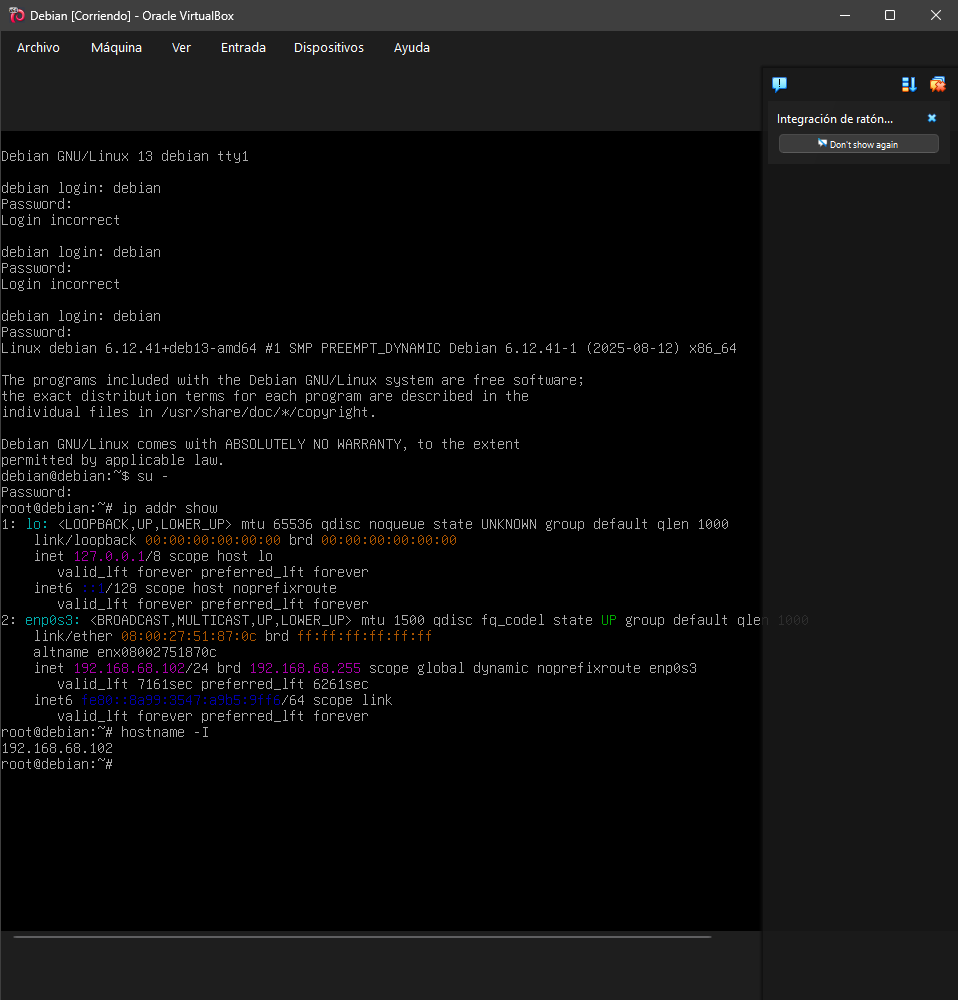 Debian [Corriendo] - Oracle VirtualBox
Archivo Máquina Ver Entrada Dispositivos Ayuda
Integración de ratón...
Don't show again
Debian GNU/Linux 13 debian tty1
debian login: debian
Password:
Login incorrect
debian login: debian
Password:
Login incorrect
debian login: debian
Password:
Linux debian 6.12.41+deb13-amd64 #1 SMP PREEMPT_DYNAMIC Debian 6.12.41-1 (2025-08-12) x86_64
The programs included with the Debian GNU/Linux system are free software;
the exact distribution terms for each program are described in the
individual files in /usr/share/doc/*/copyright.
Debian GNU/Linux comes with ABSOLUTELY NO WARRANTY, to the extent
permitted by applicable law.
debian@debian:~$ su -
Password:
root@debian:~# ip addr show
1: lo: <LOOPBACK,UP,LOWER_UP> mtu 65536 qdisc noqueue state UNKNOWN group default qlen 1000
link/loopback 00:00:00:00:00:00 brd 00:00:00:00:00:00
inet 127.0.0.1/8 scope host lo
valid_lft forever preferred_lft forever
inet6 ::1/128 scope host noprefixroute
valid_lft forever preferred_lft forever
2: enp0s3: <BROADCAST,MULTICAST,UP,LOWER_UP> mtu 1500 qdisc fq_codel state UP group default qlen 1000
link/ether 08:00:27:51:87:0c brd ff:ff:ff:ff:ff:ff
altname enx08002751870c
inet 192.168.68.102/24 brd 192.168.68.255 scope global dynamic noprefixroute enp0s3
valid_lft 7161sec preferred_lft 6261sec
inet6 /64 scope link
valid_lft forever preferred_lft forever
root@debian:~# hostname -I
192.168.68.102
root@debian:~#